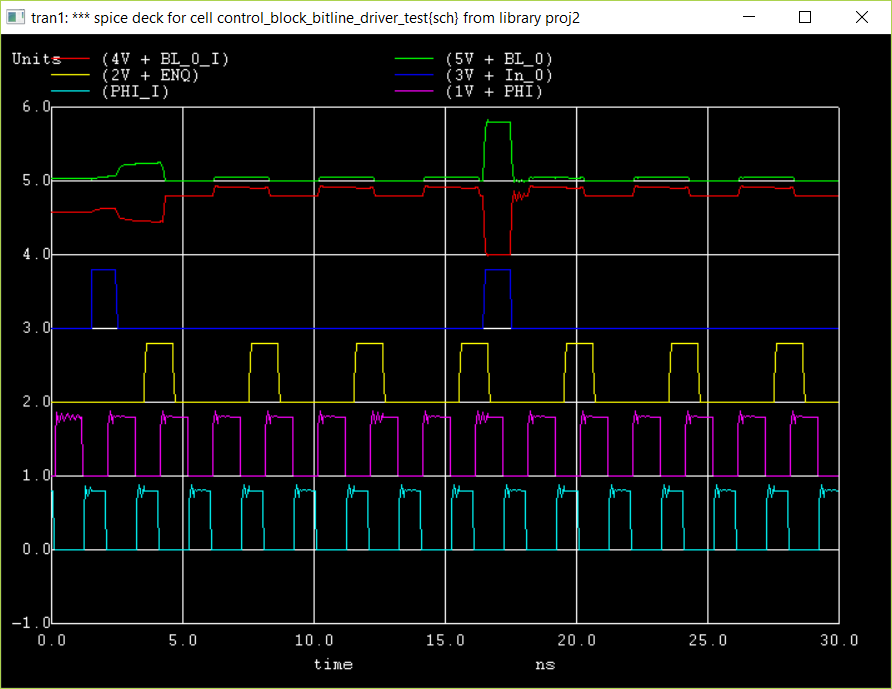 tran1: *** spice deck for cell control_block_bitline_driver_test{sch} from library proj2
Units (4V + BL_0_I) (5V + BL_0)
(2V + ENQ) (3V + In_0)
(PHI_I) (1V + PHI)
6.0
5.0
4.0
3.0
2.0
1.0
0.0
-1.0
0.0 5.0 10.0 15.0 20.0 25.0 30.0
time ns